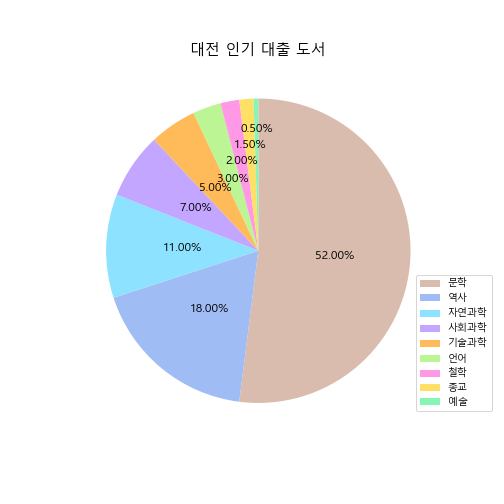 대전 인기 대출 도서
0.50%
1.50%
2.00%
3.00%
5.00%
7.00%
11.00%
52.00%
18.00%
문학
역사
자연과학
사회과학
기술과학
언어
철학
종교
예술